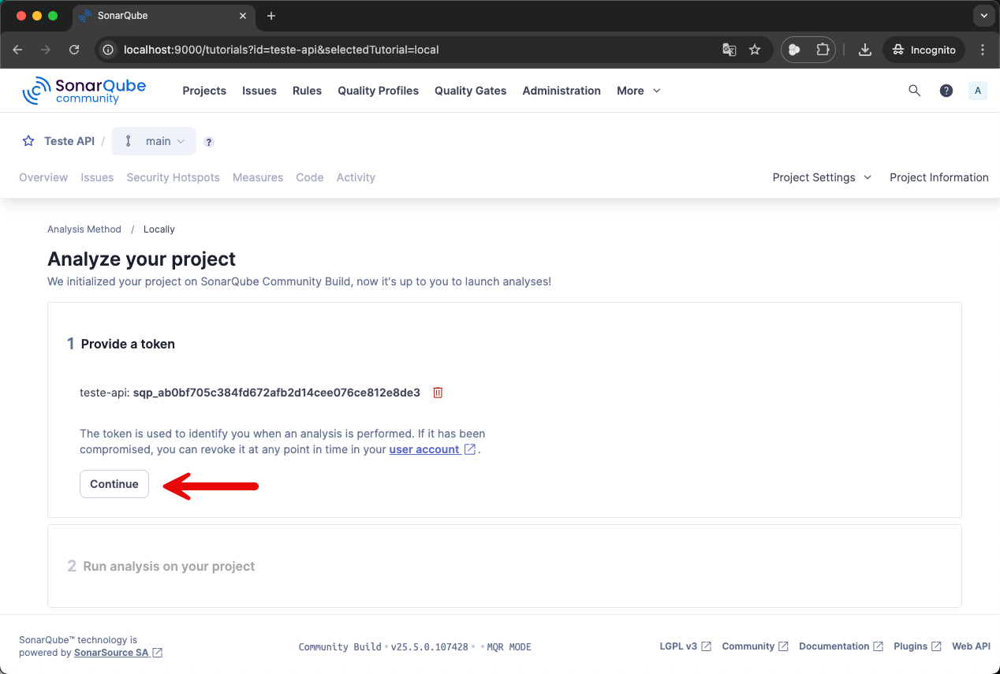 SonarQube
localhost:9000/tutorials?id=teste-api&selectedTutorial=local
Incognito
SonarQube community
Projects Issues Rules Quality Profiles Quality Gates Administration More
? A
Teste API / main ?
Overview Issues Security Hotspots Measures Code Activity Project Settings Project Information
Analysis Method / Locally
Analyze your project
We initialized your project on SonarQube Community Build, now it's up to you to launch analyses!
1 Provide a token
teste-api: sqp_ab0bf705c384fd672afb2d14cee076ce812e8de3
The token is used to identify you when an analysis is performed. If it has been
compromised, you can revoke it at any point in time in your user account .
Continue
2 Run analysis on your project
SonarQube™ technology is
powered by SonarSource SA
Community Build • v25.5.0.107428 • • MQR MODE
LGPL v3 Community Documentation Plugins Web API